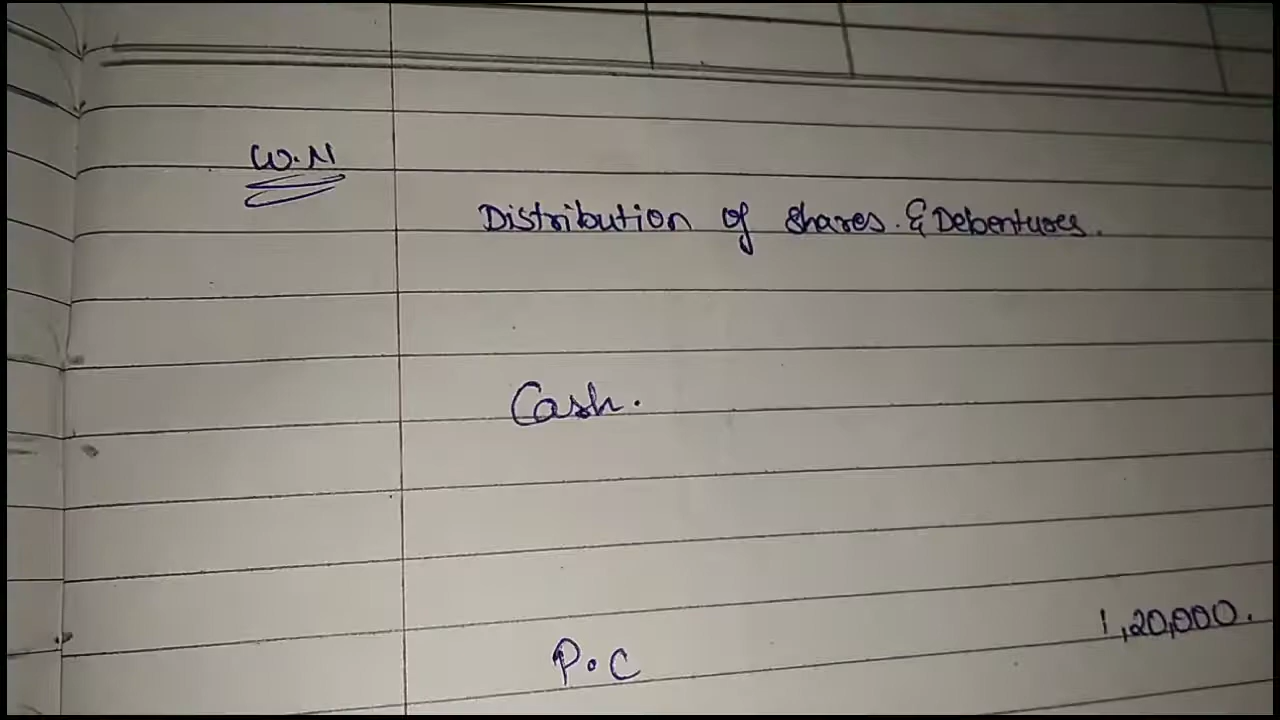 W.N
Distribution of shares. & Debentures.
Cash.
1,20,000.
P.C